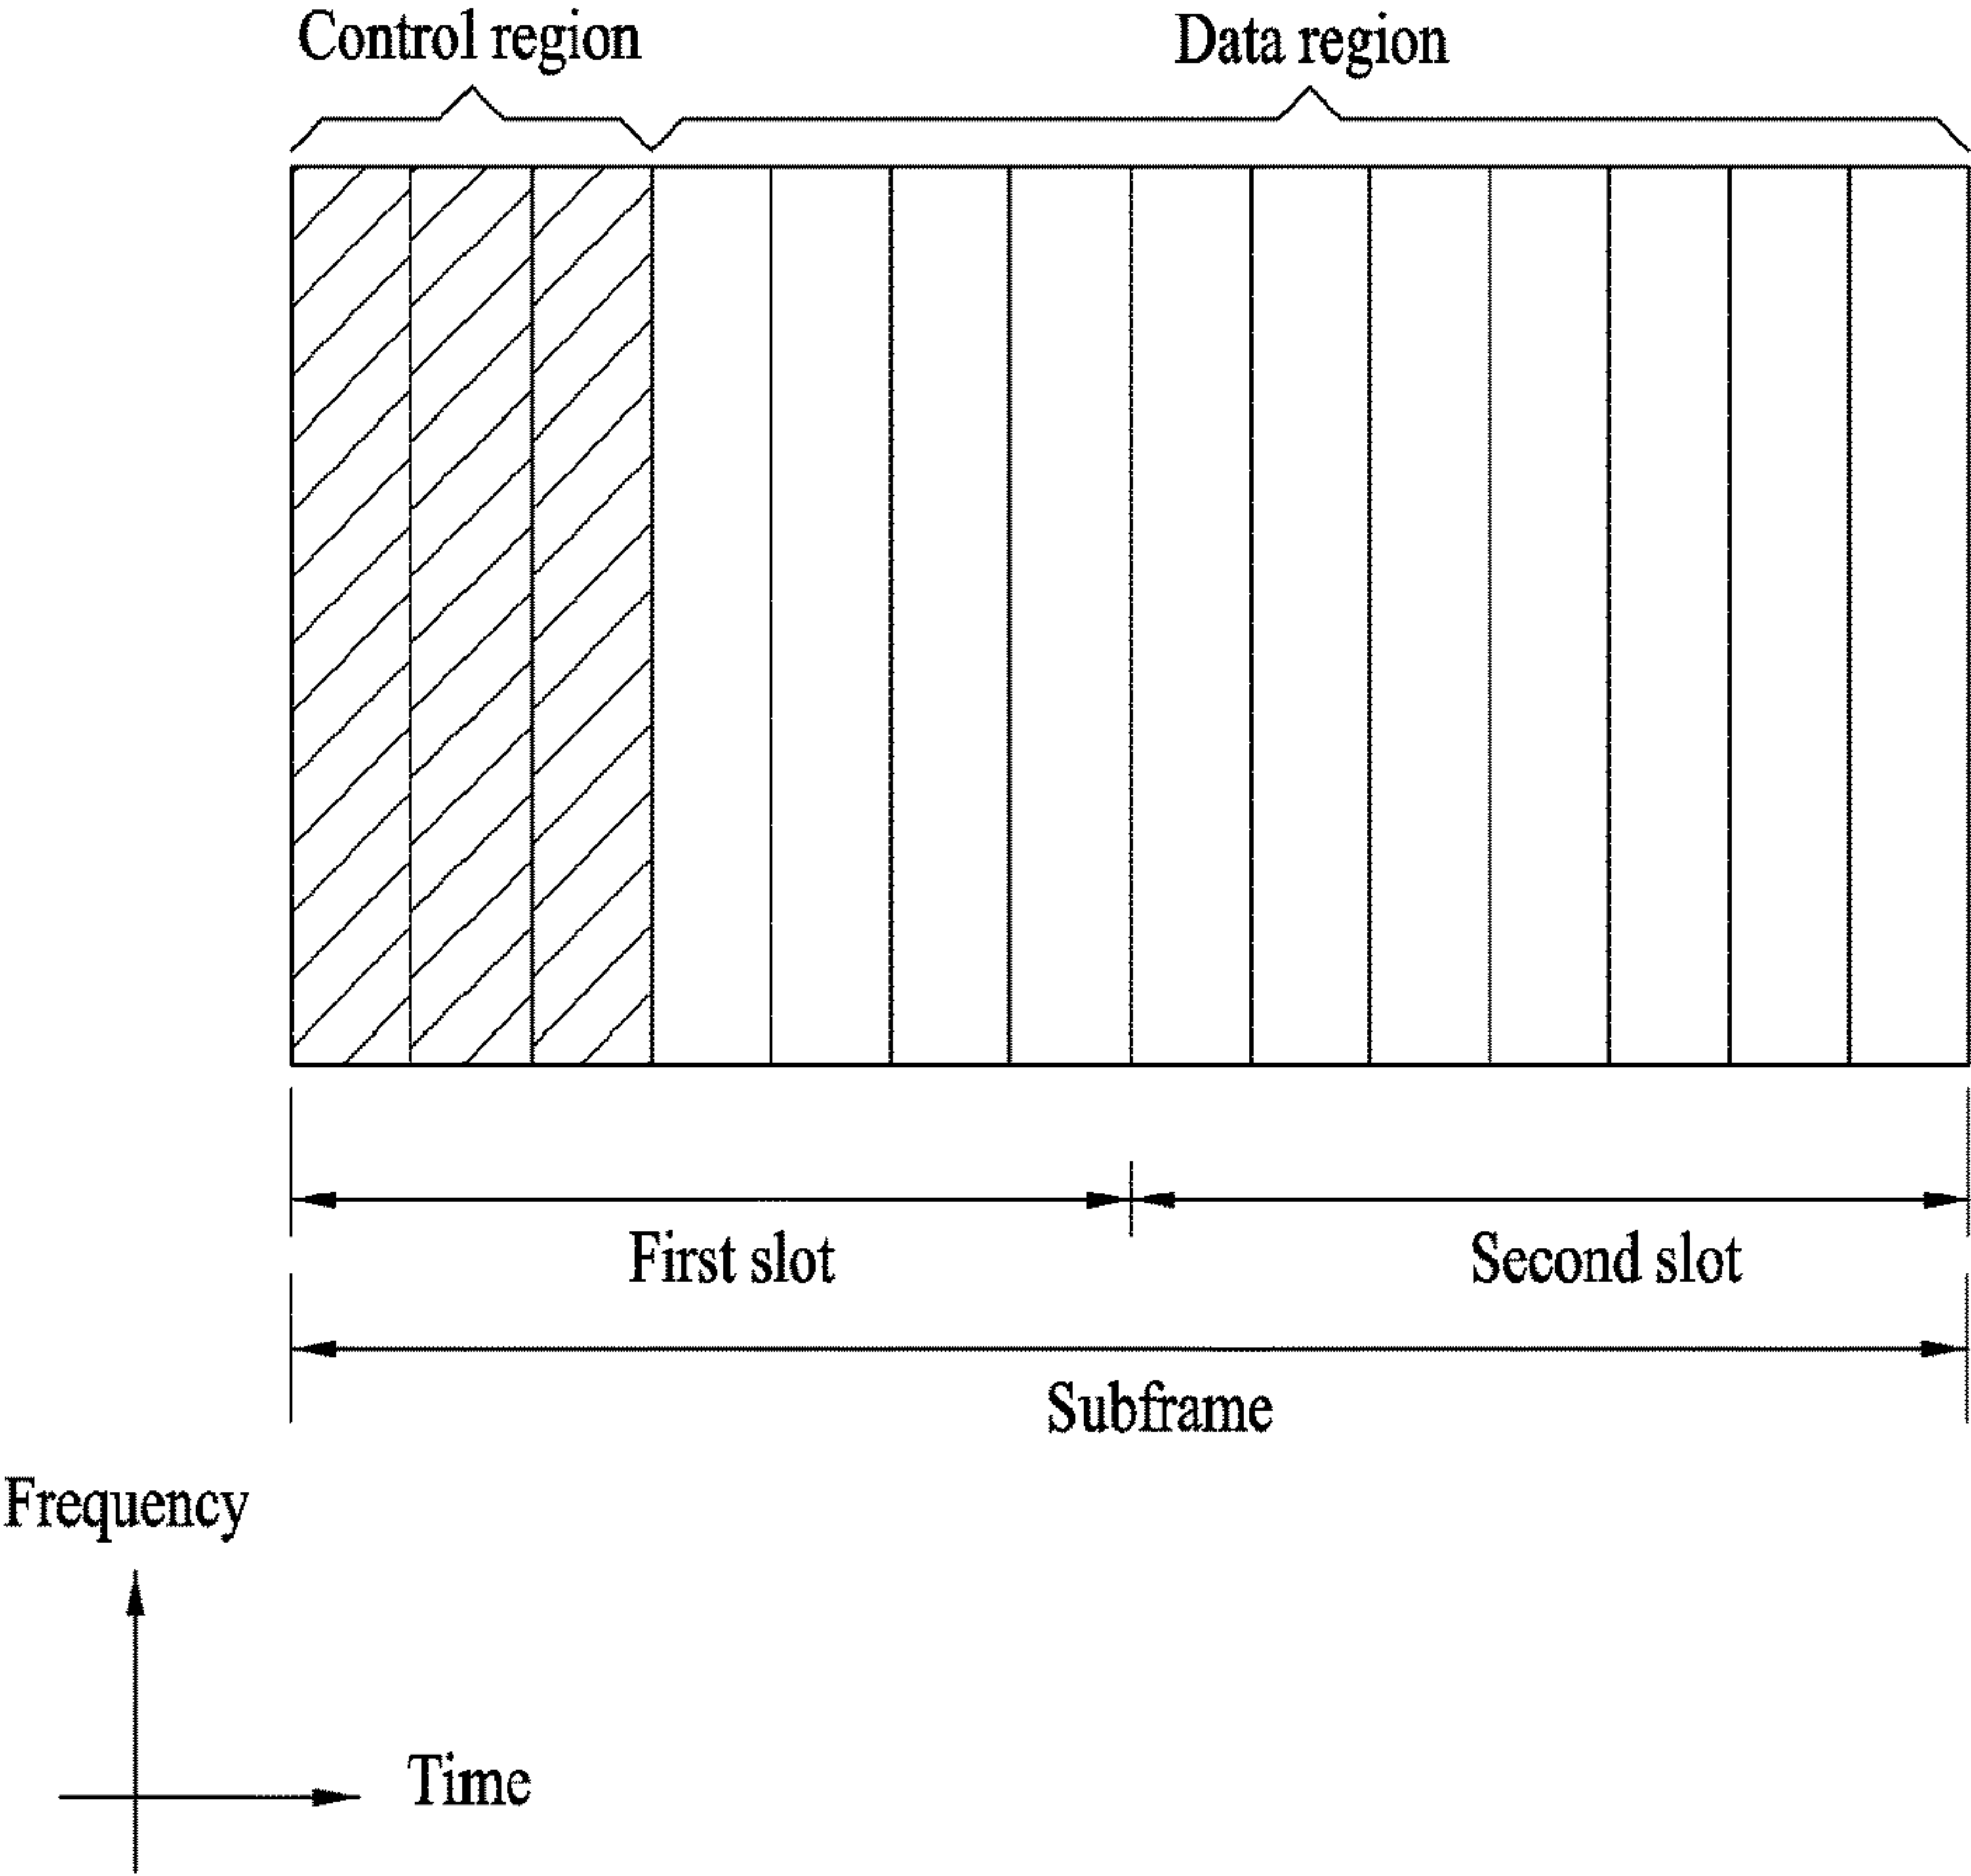 Control region
Data region
First slot
Second slot
Subframe
Frequency
Time